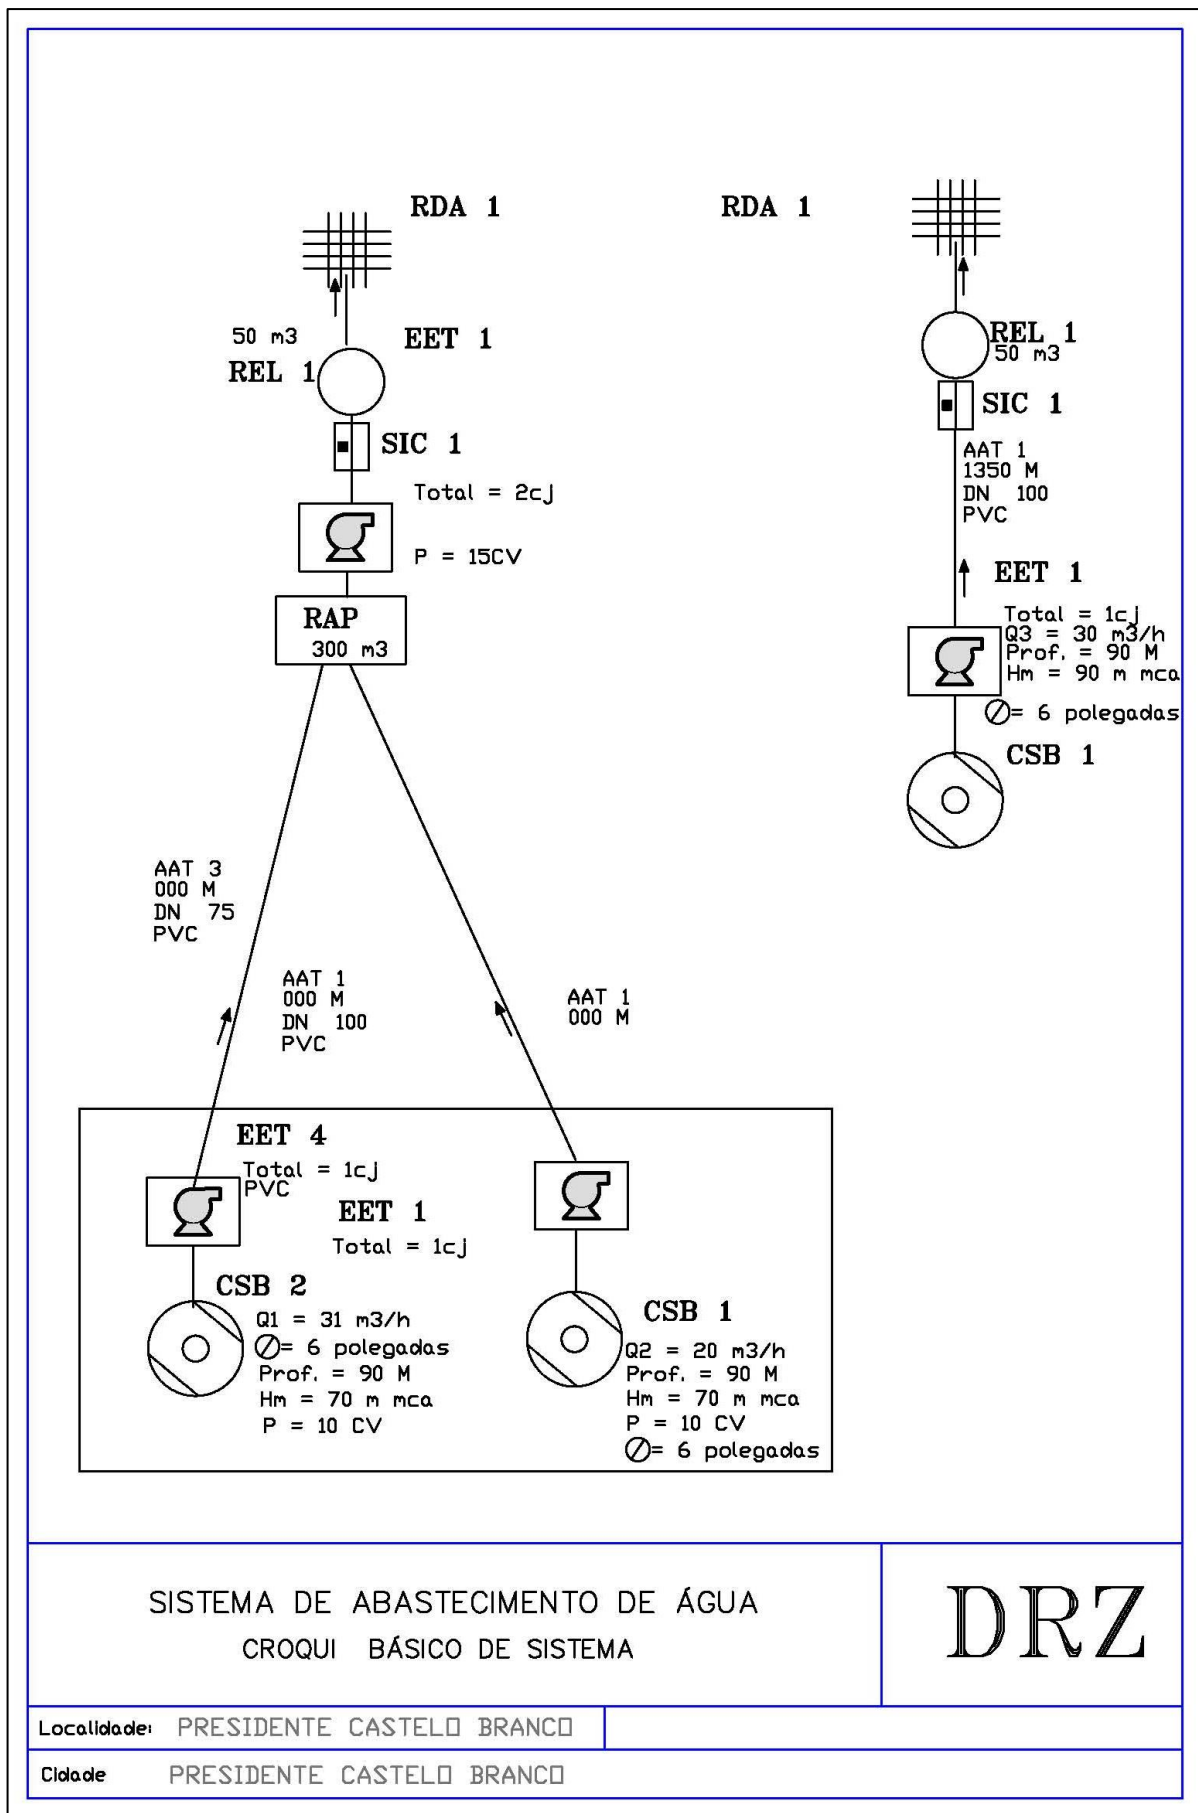 RDA 1
RDA 1
50 m3
EET 1
REL 1
REL 1
50 m3
SIC 1
SIC 1
Total = 2cj
P = 15CV
AAT 1
1350 M
DN 100
PVC
RAP
300 m3
EET 1
Total = 1cj
Q3 = 30 m3/h
Prof. = 90 M
Hm = 90 m mca
∅= 6 polegadas
CSB 1
AAT 3
000 M
DN 75
PVC
AAT 1
000 M
DN 100
PVC
AAT 1
000 M
EET 4
Total = 1cj
PVC
EET 1
Total = 1cj
CSB 2
Q1 = 31 m3/h
∅= 6 polegadas
Prof. = 90 M
Hm = 70 m mca
P = 10 CV
CSB 1
Q2 = 20 m3/h
Prof. = 90 M
Hm = 70 m mca
P = 10 CV
∅= 6 polegadas
SISTEMA DE ABASTECIMENTO DE ÁGUA
CROQUI BÁSICO DE SISTEMA
DRZ
Localidade: PRESIDENTE CASTELO BRANCO
Cidade PRESIDENTE CASTELO BRANCO